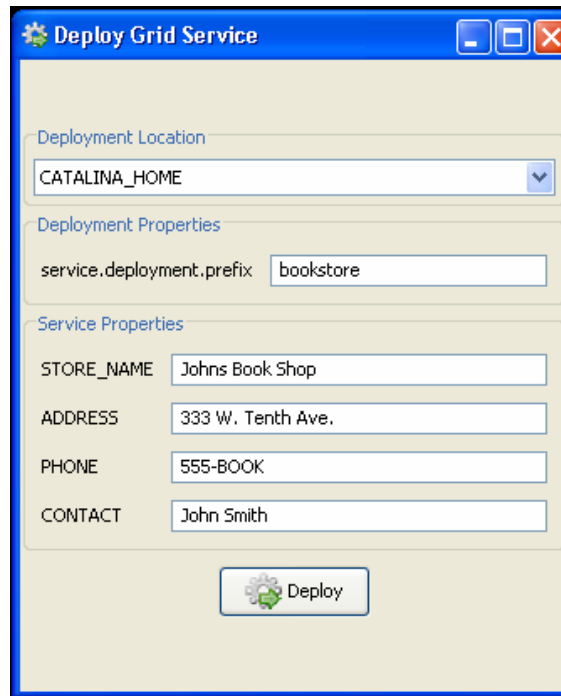 Deploy Grid Service
Deployment Location
CATALINA_HOME
Deployment Properties
service.deployment.prefix bookstore
Service Properties
STORE_NAME Johns Book Shop
ADDRESS 333 W. Tenth Ave.
PHONE 555-BOOK
CONTACT John Smith
Deploy